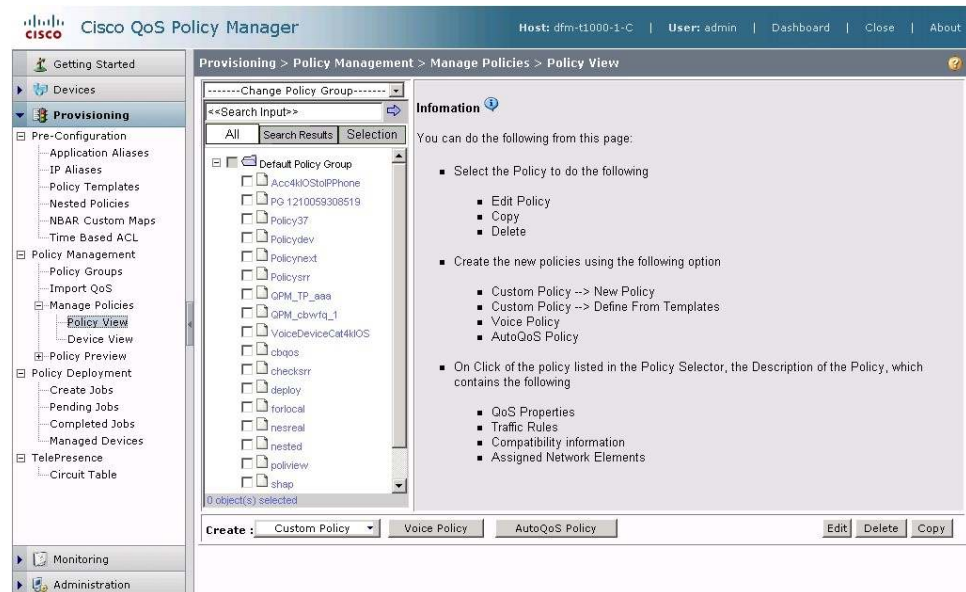 cisco
Cisco QoS Policy Manager
Host: dfm-t1000-1-C | User: admin | Dashboard | Close | About
Getting Started
Devices
Provisioning
Pre-Configuration
Application Aliases
IP Aliases
Policy Templates
Nested Policies
NBAR Custom Maps
Time Based ACL
Policy Management
Policy Groups
Import QoS
Manage Policies
Policy View
Device View
Policy Preview
Policy Deployment
Create Jobs
Pending Jobs
Completed Jobs
Managed Devices
TelePresence
Circuit Table
Monitoring
Administration
Provisioning > Policy Management > Manage Policies > Policy View
-------Change Policy Group-------
<<Search Input>>
All Search Results Selection
Default Policy Group
Acc4kIOStoIPPhone
PG 1210059308519
Policy37
Policydev
Policynext
Policysrr
QPM_TP_aaa
QPM_cbwfq_1
VoiceDeviceCat4kIOS
cbqos
checksrr
deploy
forlocal
nesreal
nested
poliview
shap
0 object(s) selected
Infomation
You can do the following from this page:
Select the Policy to do the following
Edit Policy
Copy
Delete
Create the new policies using the following option
Custom Policy --> New Policy
Custom Policy --> Define From Templates
Voice Policy
AutoQoS Policy
On Click of the policy listed in the Policy Selector, the Description of the Policy, which
contains the following
QoS Properties
Traffic Rules
Compatibility information
Assigned Network Elements
Create : Custom Policy Voice Policy AutoQoS Policy Edit Delete Copy